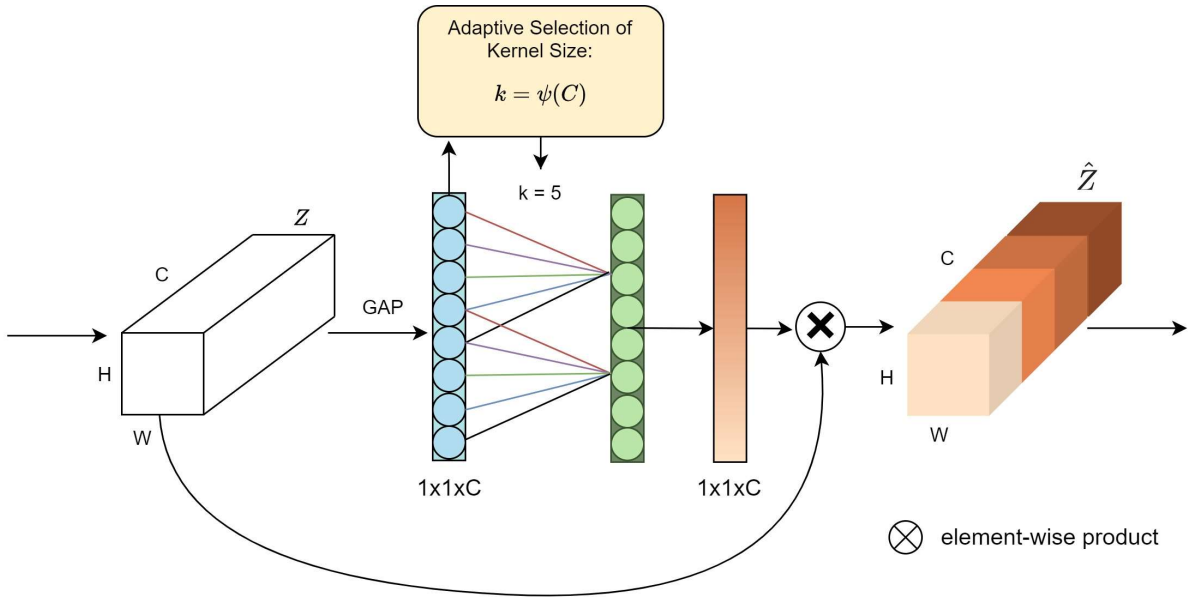 Adaptive Selection of
Kernel Size:
k = ψ(C)
k = 5
Z
C
H
W
GAP
1x1xC
1x1xC
Ẑ
C
H
W
element-wise product